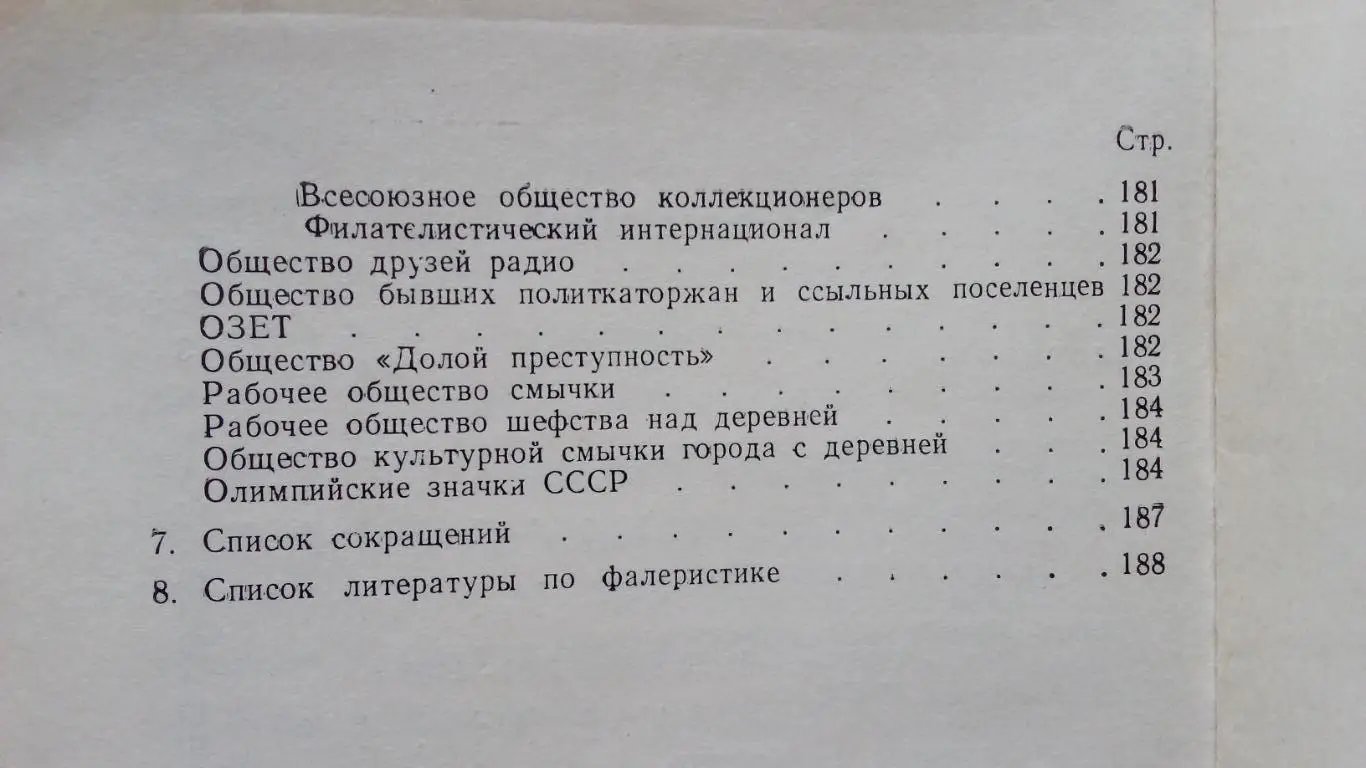 Стр.
Всесоюзное общество коллекционеров . . . . 181
Филателистический интернационал . . . . . 181
Общество друзей радио . . . . . . . . . 182
Общество бывших политкаторжан и ссыльных поселенцев 182
ОЗЕТ . . . . . . . . . . . . . 182
Общество «Долой преступность» . . . . . . . 182
Рабочее общество смычки . . . . . . . . . 183
Рабочее общество шефства над деревней . . . . . 184
Общество культурной смычки города с деревней . . . 184
Олимпийские значки СССР . . . . . . . . . 184
7. Список сокращений . . . . . . . . . . . 187
8. Список литературы по фалеристике . . . . . . 188